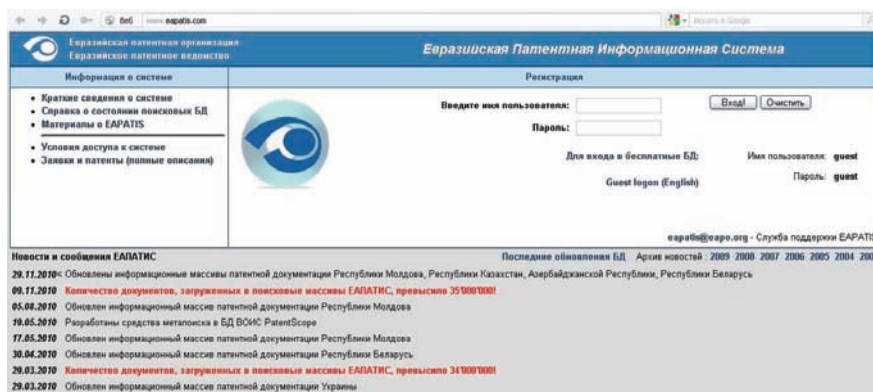 Веб www.eapatis.com Искать в Google
Евразийская патентная организация
Евразийское патентное ведомство
Евразийская Патентная Информационная Система
Информация о системе
Регистрация
• Краткие сведения о системе
• Справка о состоянии поисковых БД
• Материалы о EAPATIS
• Условия доступа к системе
• Заявки и патенты (полные описания)
Введите имя пользователя:
Вход! Очистить
Пароль:
Для входа в бесплатные БД: Имя пользователя: guest
Guest logon (English) Пароль: guest
eapatis@eapo.org - Служба поддержки EAPATIS
Новости и сообщения ЕАПАТИС Последние обновления БД Архив новостей : 2009 2008 2007 2006 2005 2004
29.11.2010< Обновлены информационные массивы патентной документации Республики Молдова, Республики Казахстан, Азербайджанской Республики, Республики Беларусь
09.11.2010 Количество документов, загруженных в поисковые массивы ЕАПАТИС, превысило 35'000'000!
05.08.2010 Обновлен информационный массив патентной документации Республики Молдова
19.05.2010 Разработаны средства метапоиска в БД ВОИС PatentScope
17.05.2010 Обновлен информационный массив патентной документации Республики Молдова
30.04.2010 Обновлен информационный массив патентной документации Республики Беларусь
29.03.2010 Количество документов, загруженных в поисковые массивы ЕАПАТИС, превысило 34'000'000!
29.03.2010 Обновлен информационный массив патентной документации Украины